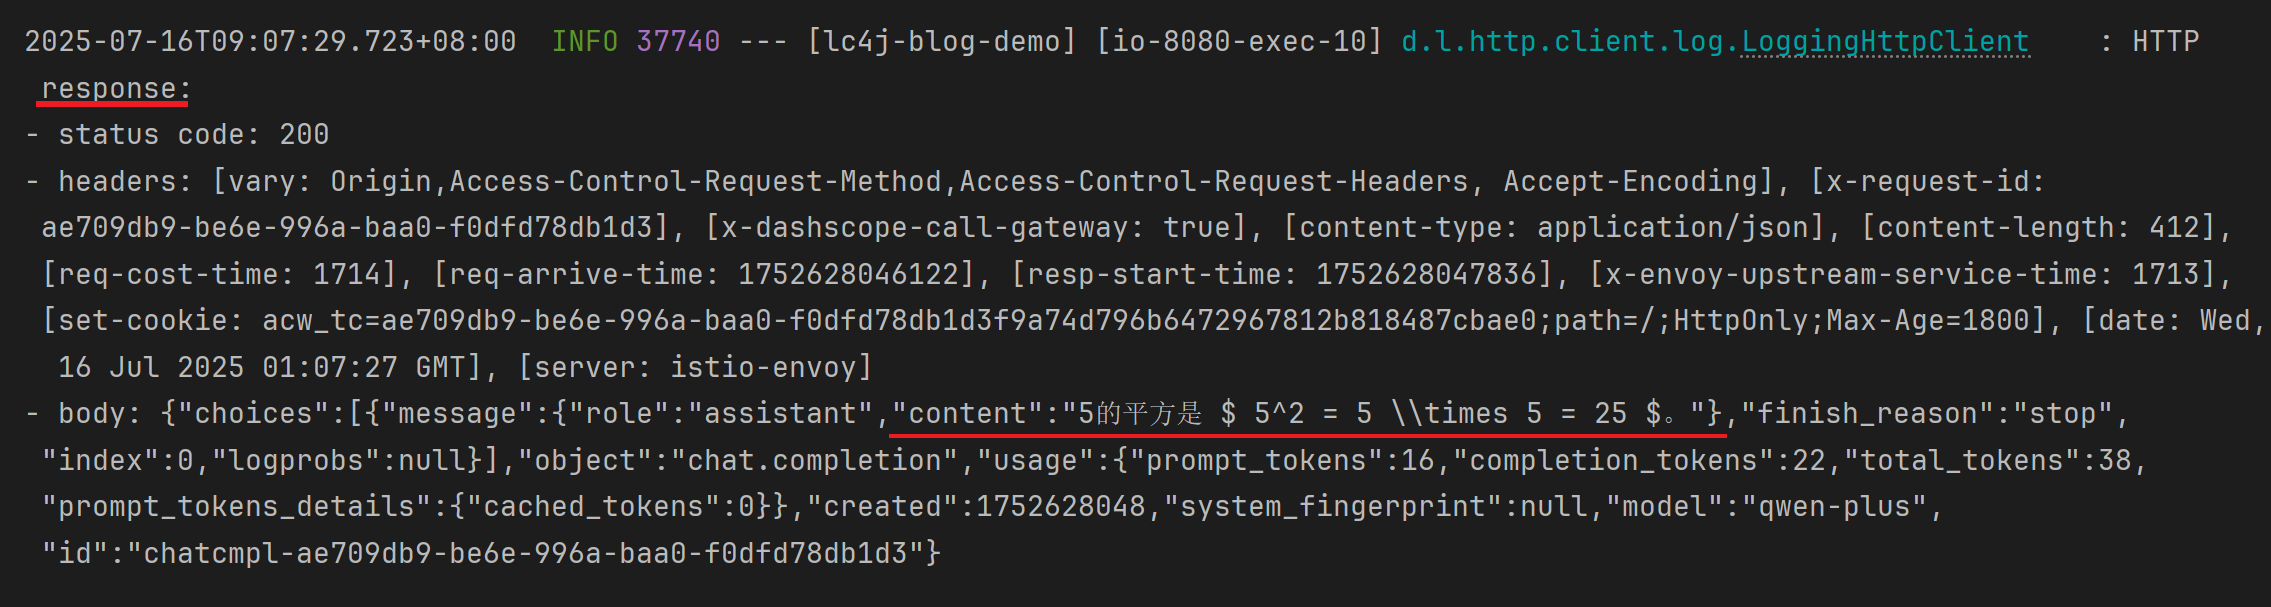 2025-07-16T09:07:29.723+08:00  INFO 37740 --- [lc4j-blog-demo] [io-8080-exec-10] d.l.http.client.log.LoggingHttpClient    : HTTP
response:
- status code: 200
- headers: [vary: Origin,Access-Control-Request-Method,Access-Control-Request-Headers, Accept-Encoding], [x-request-id:
ae709db9-be6e-996a-baa0-f0dfd78db1d3], [x-dashscope-call-gateway: true], [content-type: application/json], [content-length: 412],
[req-cost-time: 1714], [req-arrive-time: 1752628046122], [resp-start-time: 1752628047836], [x-envoy-upstream-service-time: 1713],
[set-cookie: acw_tc=ae709db9-be6e-996a-baa0-f0dfd78db1d3f9a74d796b6472967812b818487cbae0;path=/;HttpOnly;Max-Age=1800], [date: Wed,
16 Jul 2025 01:07:27 GMT], [server: istio-envoy]
- body: {"choices":[{"message":{"role":"assistant","content":"5的平方是 $ 5^2 = 5 \\times 5 = 25 $。"},"finish_reason":"stop",
"index":0,"logprobs":null}],"object":"chat.completion","usage":{"prompt_tokens":16,"completion_tokens":22,"total_tokens":38,
"prompt_tokens_details":{"cached_tokens":0}},"created":1752628048,"system_fingerprint":null,"model":"qwen-plus",
"id":"chatcmpl-ae709db9-be6e-996a-baa0-f0dfd78db1d3"}